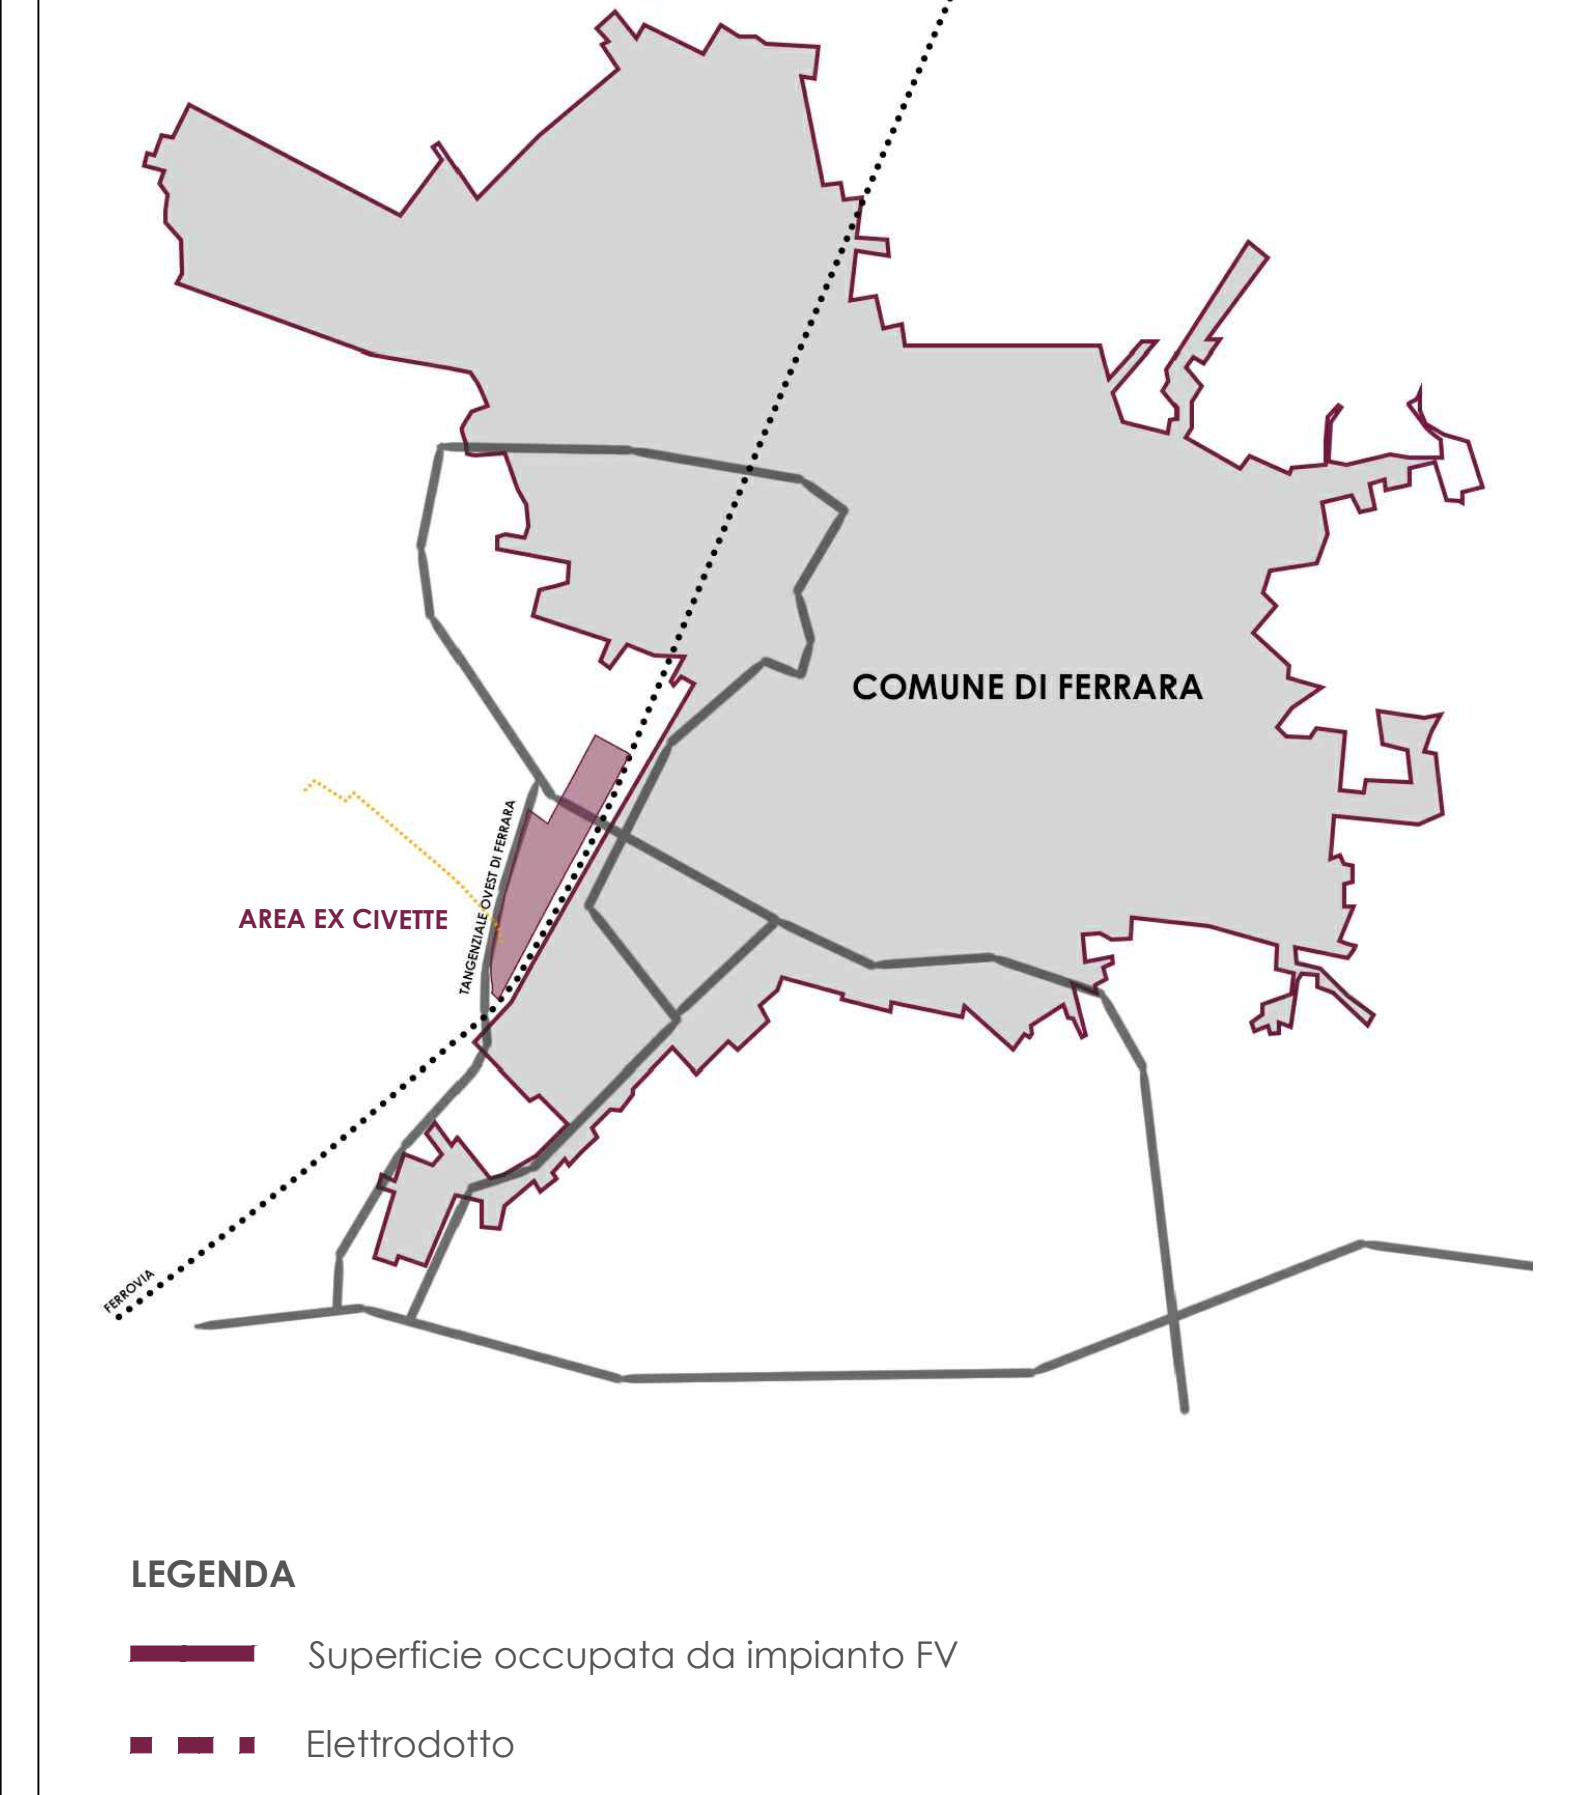 COMUNE DI FERRARA
TANGENZIALE OVEST DI FERRARA
AREA EX CIVETTE
FERROVIA
LEGENDA
Superficie occupata da impianto FV
Elettrodotto